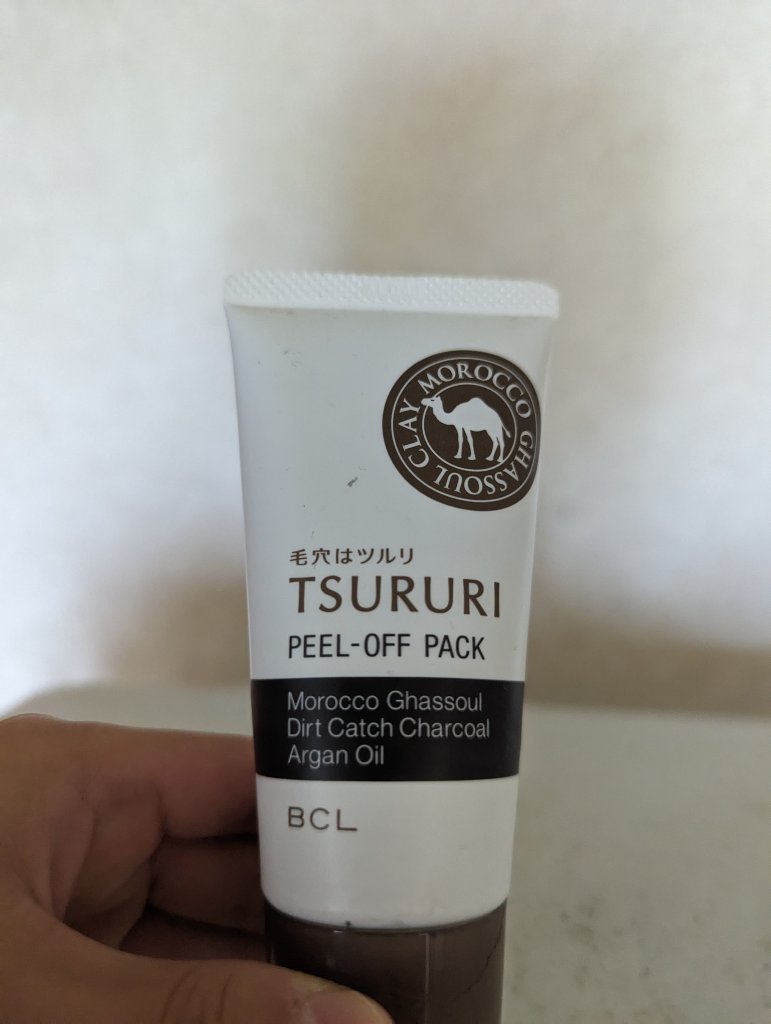 MOROCCO GHASSOUL CLAY
毛穴はツルリ
TSURURI
PEEL-OFF PACK
Morocco Ghassoul
Dirt Catch Charcoal
Argan Oil
BCL